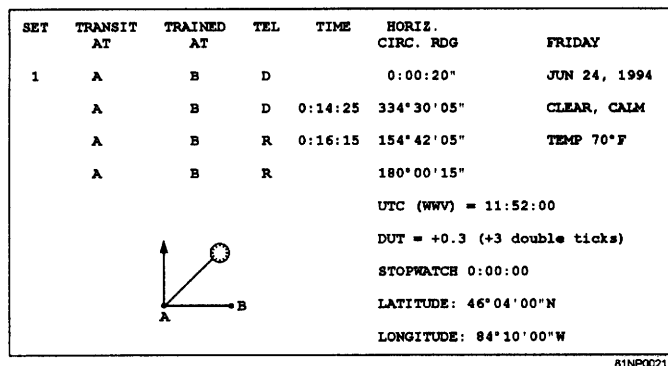 SET TRANSIT TRAINED TEL TIME HORIZ.
AT AT CIRC. RDG FRIDAY
1 A B D 0:00:20" JUN 24, 1994
A B D 0:14:25 334°30'05" CLEAR, CALM
A B R 0:16:15 154°42'05" TEMP 70°F
A B R 180°00'15"
UTC (WWV) = 11:52:00
DUT = +0.3 (+3 double ticks)
STOPWATCH 0:00:00
LATITUDE: 46°04'00"N
LONGITUDE: 84°10'00"W
A B
81NP0021